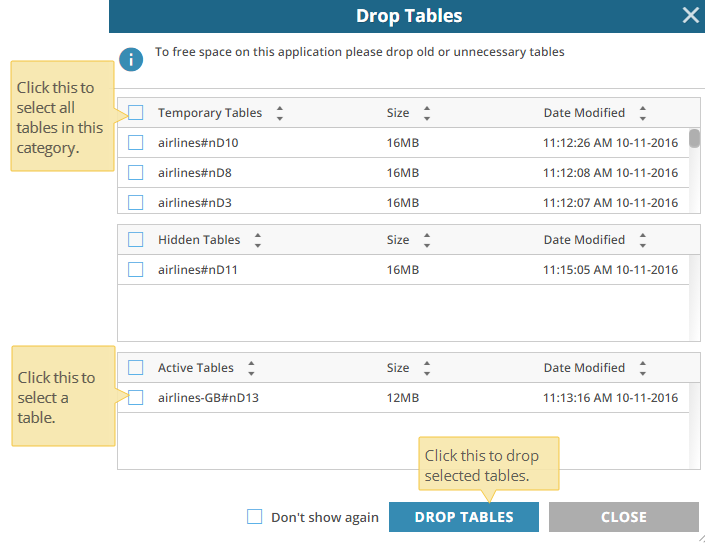 Drop Tables
To free space on this application please drop old or unnecessary tables
Click this to
select all
tables in this
category.
Temporary Tables Size Date Modified
airlines#nD10 16MB 11:12:26 AM 10-11-2016
airlines#nD8 16MB 11:12:08 AM 10-11-2016
airlines#nD3 16MB 11:12:07 AM 10-11-2016
Hidden Tables Size Date Modified
airlines#nD11 16MB 11:15:05 AM 10-11-2016
Active Tables Size Date Modified
airlines-GB#nD13 12MB 11:13:16 AM 10-11-2016
Click this to
select a
table.
Click this to drop
selected tables.
Don't show again DROP TABLES CLOSE